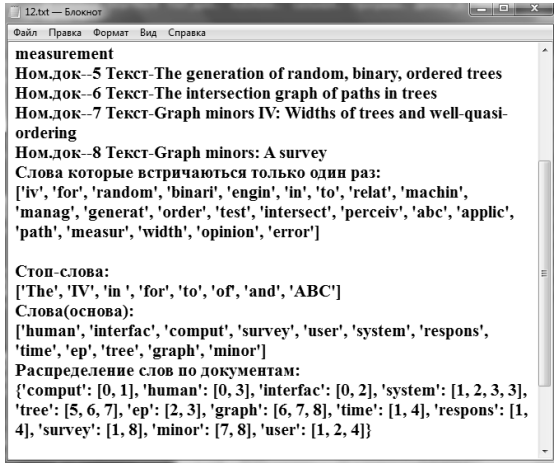 12.txt — Блокнот
Файл Правка Формат Вид Справка
measurement
Ном.док--5 Текст-The generation of random, binary, ordered trees
Ном.док--6 Текст-The intersection graph of paths in trees
Ном.док--7 Текст-Graph minors IV: Widths of trees and well-quasi-
ordering
Ном.док--8 Текст-Graph minors: A survey
Слова которые встричаються только один раз:
['iv', 'for', 'random', 'binari', 'engin', 'in', 'to', 'relat', 'machin',
'manag', 'generat', 'order', 'test', 'intersect', 'perceiv', 'abc', 'applic',
'path', 'measur', 'width', 'opinion', 'error']
Стоп-слова:
['The', 'IV', 'in ', 'for', 'to', 'of', 'and', 'ABC']
Слова(основа):
['human', 'interfac', 'comput', 'survey', 'user', 'system', 'respons',
'time', 'ep', 'tree', 'graph', 'minor']
Распределение слов по документам:
{'comput': [0, 1], 'human': [0, 3], 'interfac': [0, 2], 'system': [1, 2, 3, 3],
'tree': [5, 6, 7], 'ep': [2, 3], 'graph': [6, 7, 8], 'time': [1, 4], 'respons': [1,
4], 'survey': [1, 8], 'minor': [7, 8], 'user': [1, 2, 4]}